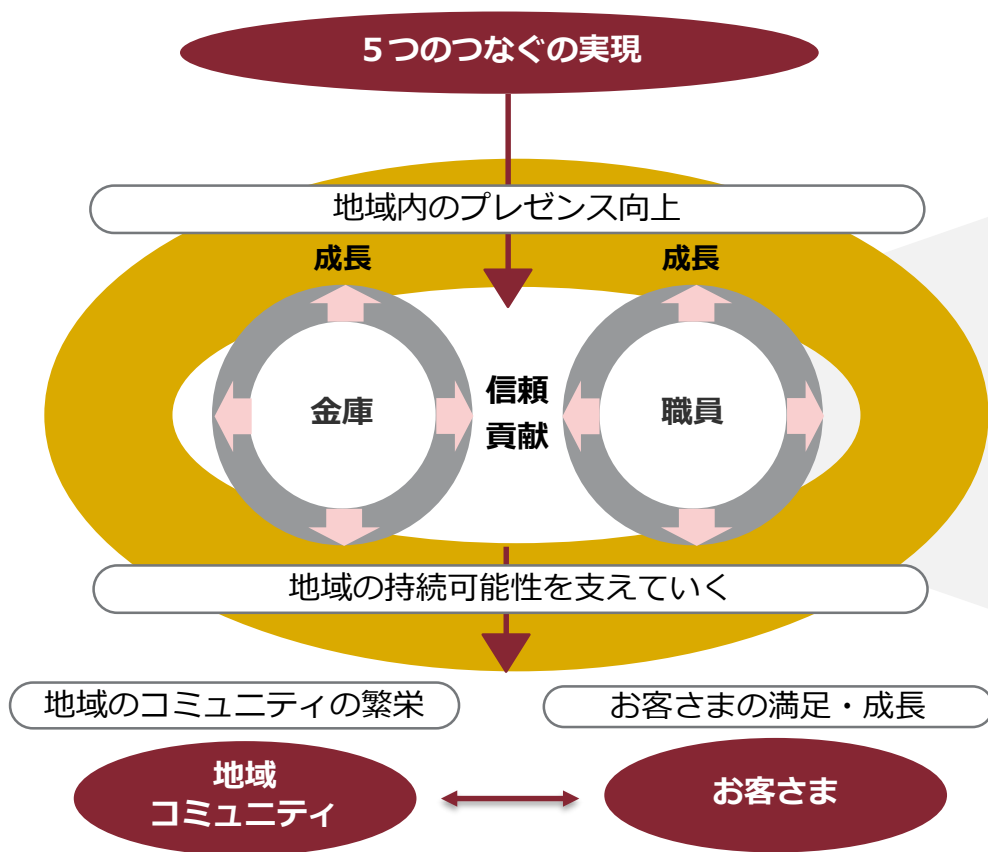 ５つのつなぐの実現
地域内のプレゼンス向上
成長
成長
金庫
信頼
貢献
職員
地域の持続可能性を支えていく
地域のコミュニティの繁栄
お客さまの満足・成長
地域
コミュニティ
お客さま